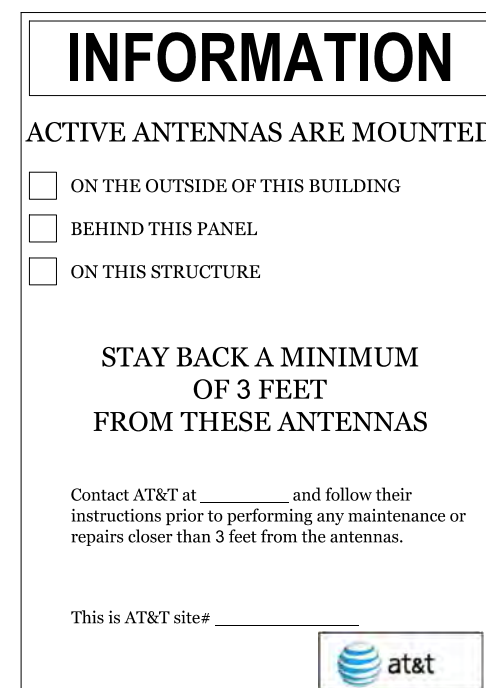 INFORMATION
ACTIVE ANTENNAS ARE MOUNTED
ON THE OUTSIDE OF THIS BUILDING
BEHIND THIS PANEL
ON THIS STRUCTURE
STAY BACK A MINIMUM
OF 3 FEET
FROM THESE ANTENNAS
Contact AT&T at _________ and follow their
instructions prior to performing any maintenance or
repairs closer than 3 feet from the antennas.
This is AT&T site# _______________
at&t